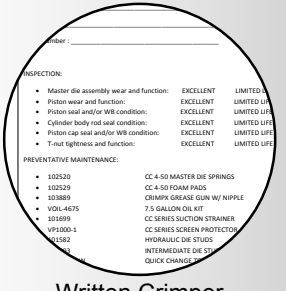 mber :
INSPECTION:
• Master die assembly wear and function: EXCELLENT LIMITED L
• Piston wear and function: EXCELLENT LIMITED LIFE
• Piston seal and/or WB condition: EXCELLENT LIMITED LIFE
• Cylinder body rod seal condition: EXCELLENT LIMITED LIFE
• Piston cap seal and/or WB condition: EXCELLENT LIMITED LIFE
• T-nut tightness and function: EXCELLENT LIMITED LIFE
PREVENTATIVE MAINTENANCE:
• 102520 CC 4-50 MASTER DIE SPRINGS
• 102529 CC 4-50 FOAM PADS
• 103889 CRIMPX GREASE GUN W/ NIPPLE
• VOIL-4675 7.5 GALLON OIL KIT
• 101699 CC SERIES SUCTION STRAINER
VP1000-1 CC SERIES SCREEN PROTECTOR
101582 HYDRAULIC DIE STUDS
INTERMEDIATE DIE
QUICK CHANGE
Written Crimper